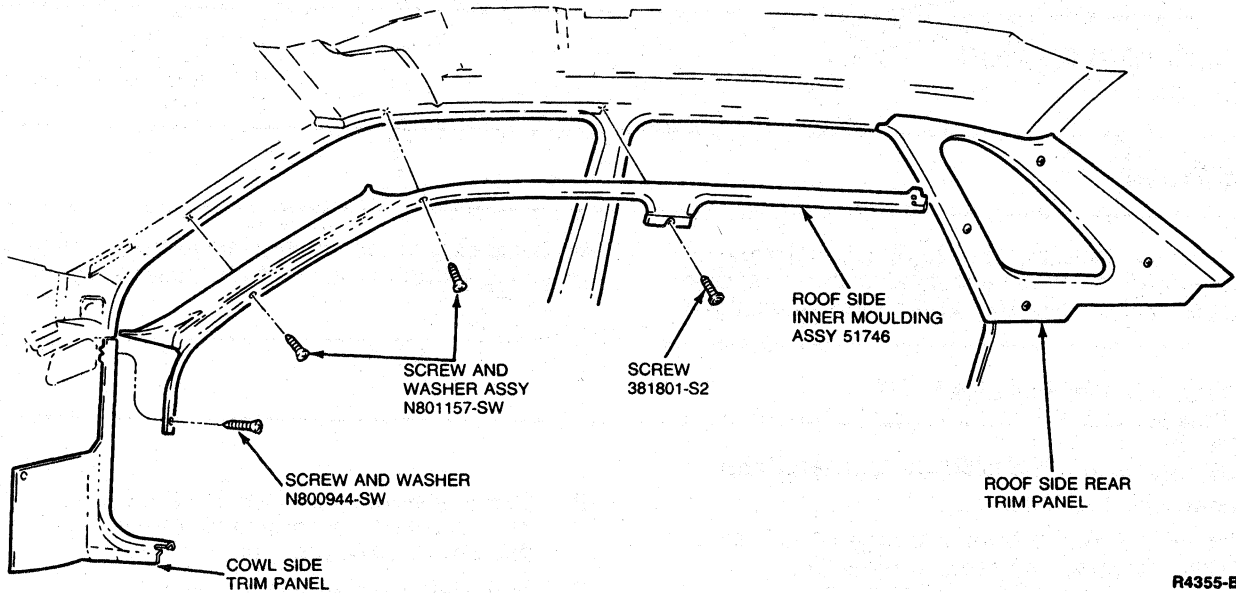 ROOF SIDE
INNER MOULDING
ASSY 51746
SCREW AND
WASHER ASSY
N801157-SW
SCREW
381801-S2
SCREW AND WASHER
N800944-SW
ROOF SIDE REAR
TRIM PANEL
COWL SIDE
TRIM PANEL
R4355-B